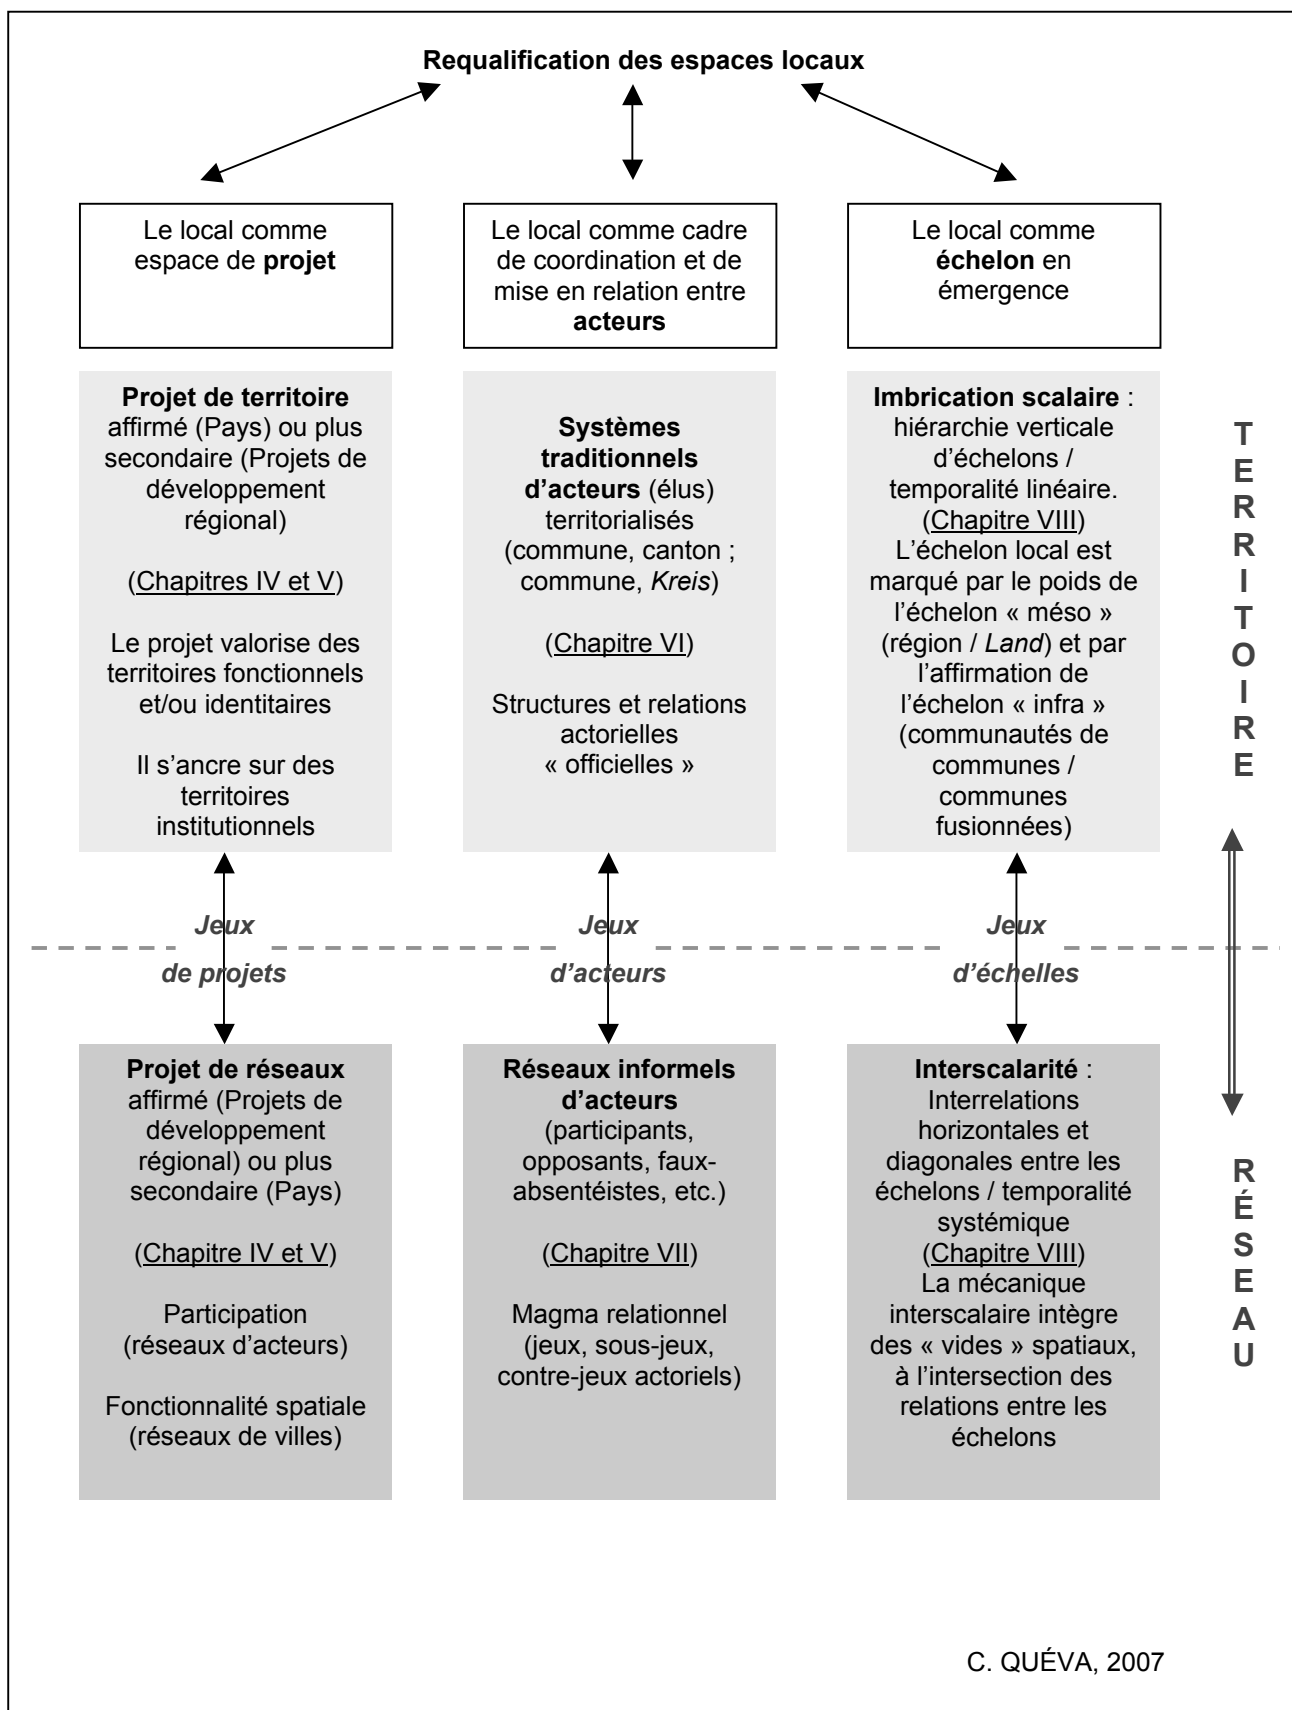 Requalification des espaces locaux
Le local comme
espace de projet
Le local comme cadre
de coordination et de
mise en relation entre
acteurs
Le local comme
échelon en
émergence
Projet de territoire
affirmé (Pays) ou plus
secondaire (Projets de
développement
régional)
(Chapitres IV et V)
Le projet valorise des
territoires fonctionnels
et/ou identitaires
Il s’ancre sur des
territoires
institutionnels
Systèmes
traditionnels
d’acteurs (élus)
territorialisés
(commune, canton ;
commune, Kreis)
(Chapitre VI)
Structures et relations
actorielles
« officielles »
Imbrication scalaire :
hiérarchie verticale
d’échelons /
temporalité linéaire.
(Chapitre VIII)
L’échelon local est
marqué par le poids de
l’échelon « méso »
(région / Land) et par
l’affirmation de
l’échelon « infra »
(communautés de
communes /
communes
fusionnées)
TERRITOIRE
Jeux
de projets
Jeux
d’acteurs
Jeux
d’échelles
Projet de réseaux
affirmé (Projets de
développement
régional) ou plus
secondaire (Pays)
(Chapitre IV et V)
Participation
(réseaux d’acteurs)
Fonctionnalité spatiale
(réseaux de villes)
Réseaux informels
d’acteurs
(participants,
opposants, faux-
absentéistes, etc.)
(Chapitre VII)
Magma relationnel
(jeux, sous-jeux,
contre-jeux actoriels)
Interscalarité :
Interrelations
horizontales et
diagonales entre les
échelons / temporalité
systémique
(Chapitre VIII)
La mécanique
interscalaire intègre
des « vides » spatiaux,
à l’intersection des
relations entre les
échelons
RÉSEAU
C. QUÉVA, 2007